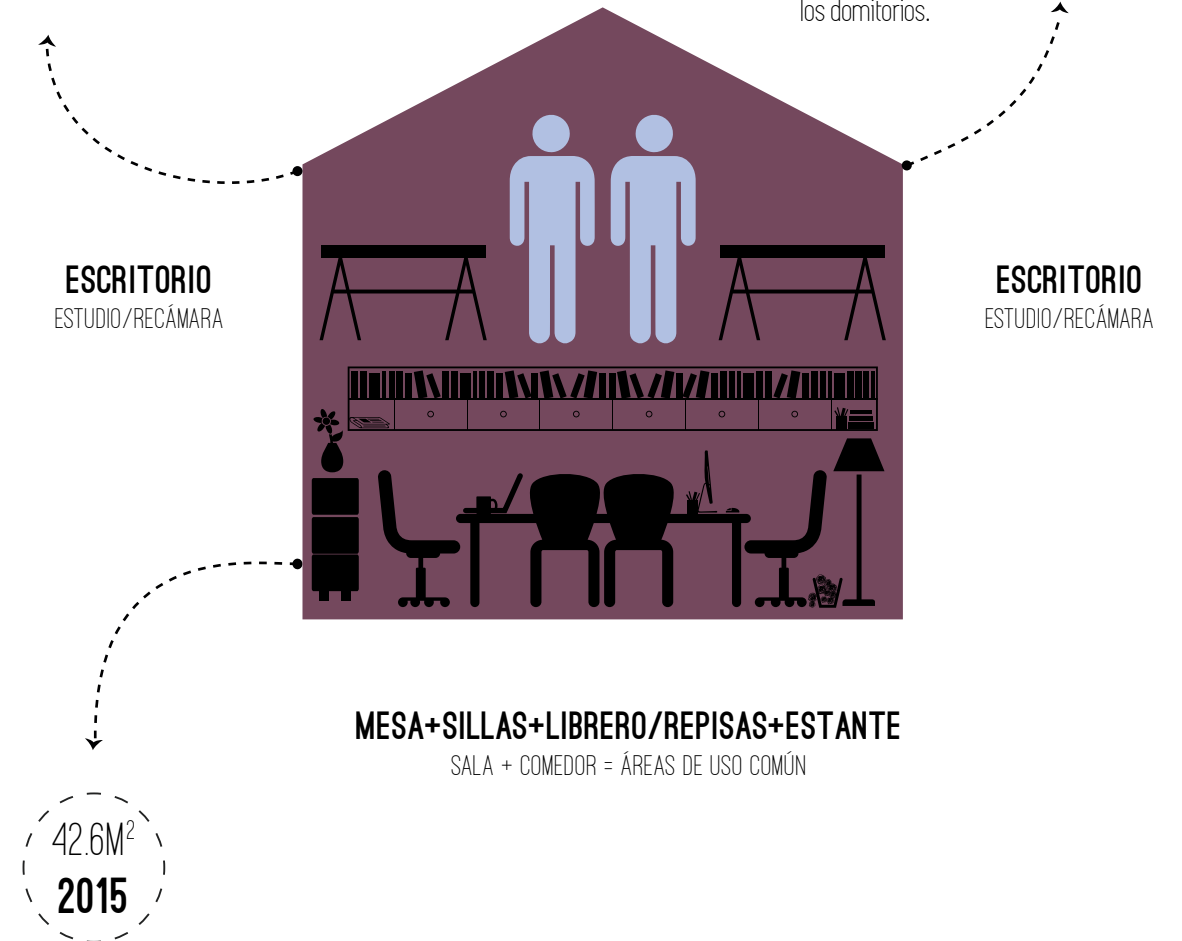 los domitorios.
ESCRITORIO
ESTUDIO/RECÁMARA
ESCRITORIO
ESTUDIO/RECÁMARA
MESA+SILLAS+LIBRERO/REPISAS+ESTANTE
SALA + COMEDOR = ÁREAS DE USO COMÚN
42.6M²
2015